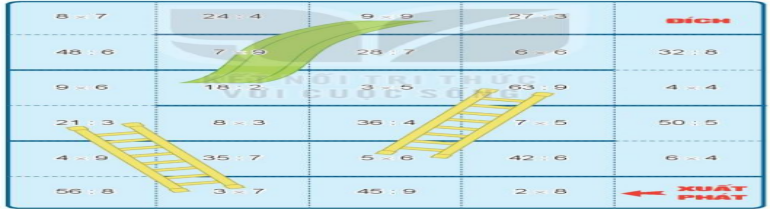 8 × 7 24 : 4 9 × 9 27 : 3 ĐÍCH
48 : 6 7 × 9 28 : 7 6 × 6 32 : 8
KẾT NỐI TRI THỨC
9 × 6 18 : 2 3 × 5 63 : 9 4 × 4
VỚI CUỘC SỐNG
21 : 3 8 × 3 36 : 4 7 × 5 50 : 5
4 × 9 35 : 7 5 × 6 42 : 6 6 × 4
56 : 8 3 × 7 45 : 9 2 × 8 XUẤT
PHÁT